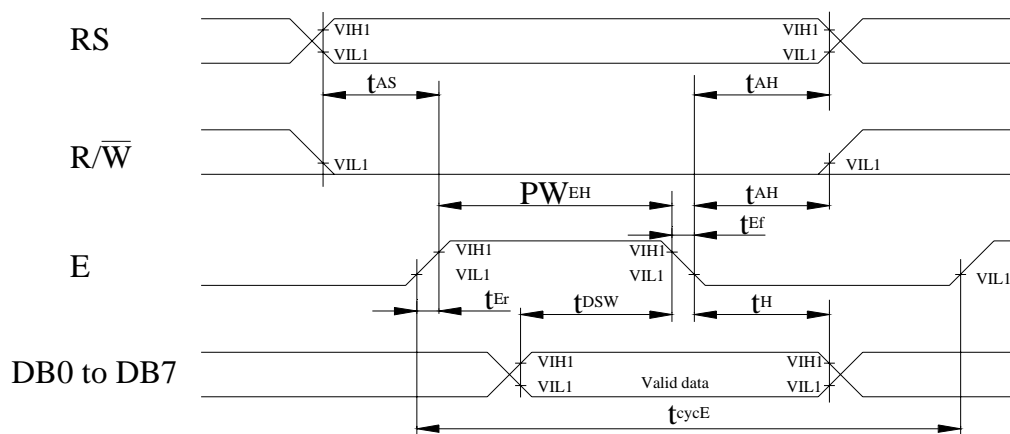 RS
VIH1
VIL1
VIH1
VIL1
tAS
tAH
R/W̅
VIL1
VIL1
PWEH
tAH
tEf
E
VIH1
VIL1
VIH1
VIL1
VIL1
tEr
tDSW
tH
DB0 to DB7
VIH1
VIL1
Valid data
VIH1
VIL1
tcycE